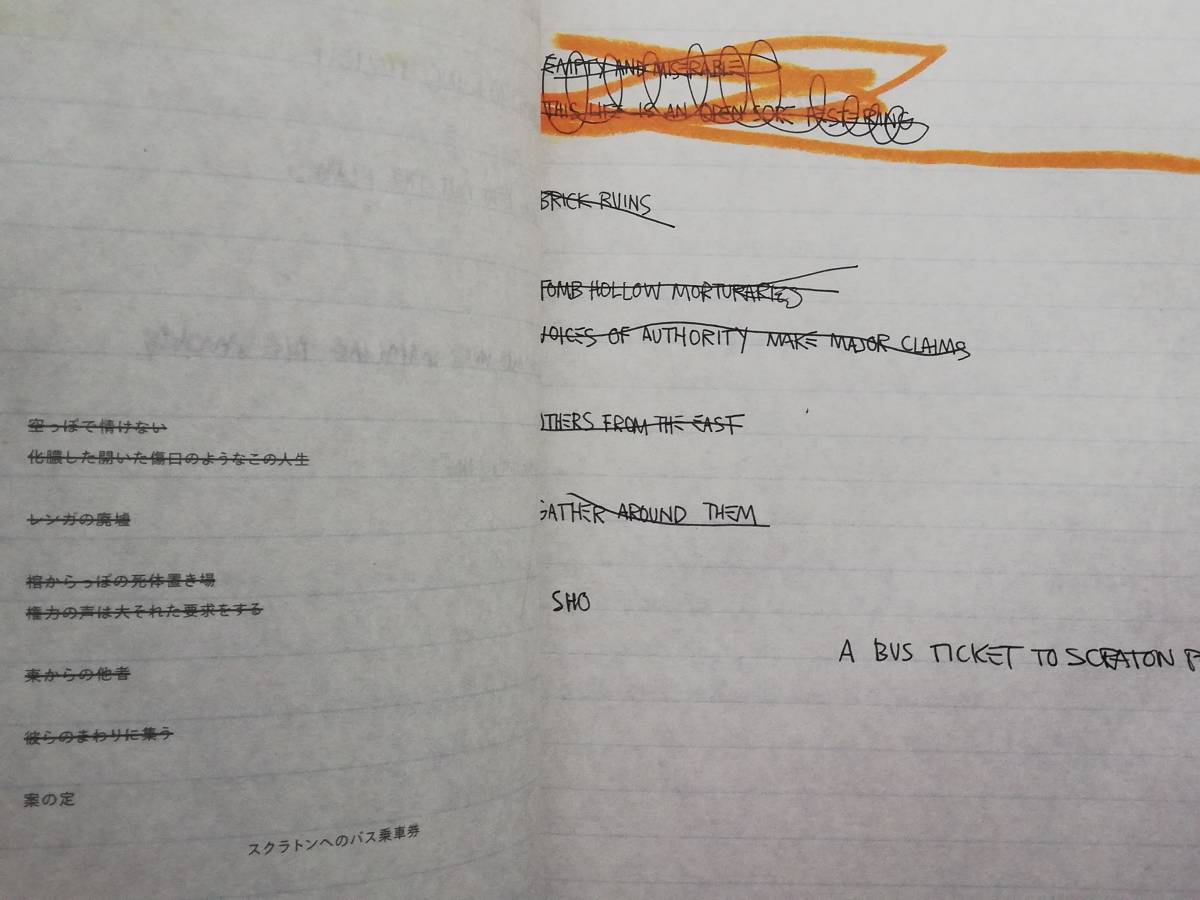 空っぽで情けない
化膿した開いた傷口のようなこの人生
レンガの廃墟
棺からっぽの死体置き場
権力の声は大それた要求をする
東からの他者
彼らのまわりに集う
案の定
スクラトンへのバス乗車券
EMPTY AND MISERABLE
THIS LIFE IS AN OPEN SORE FESTERING
BRICK RUINS
TOMB HOLLOW MORTURARIES
VOICES OF AUTHORITY MAKE MAJOR CLAIMS
OTHERS FROM THE EAST
GATHER AROUND THEM
SHO
A BUS TICKET TO SCRATON